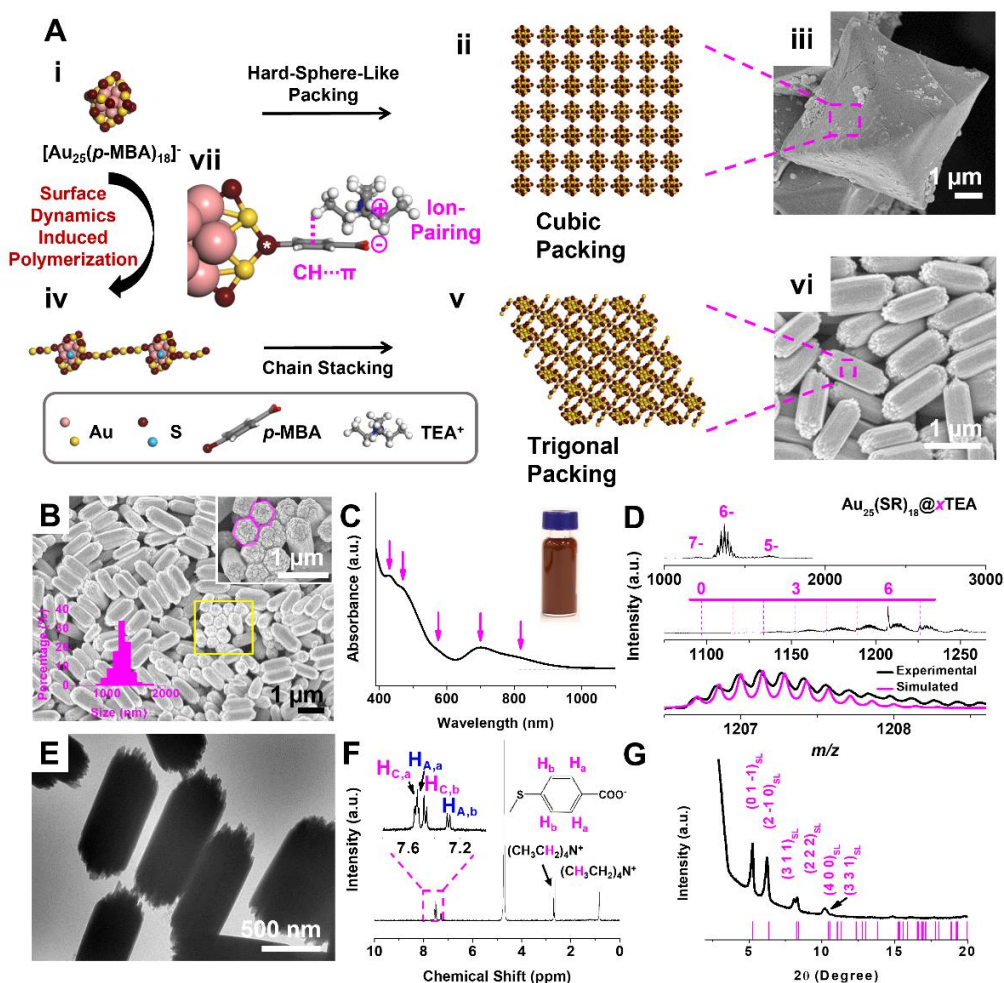 A
i
Hard-Sphere-Like
Packing
[Au25(p-MBA)18]-
Surface
Dynamics
Induced
Polymerization
vii
*
+
-
Ion-
Pairing
CH···π
ii
Cubic
Packing
iii
1 μm
iv
Chain Stacking
v
Trigonal
Packing
vi
1 μm
Au
S
p-MBA
TEA+
B
1 μm
Percentage (%)
40
30
20
10
0
1000
2000
Size (nm)
1 μm
C
Absorbance (a.u.)
400
600
800
1000
Wavelength (nm)
D
Au25(SR)18@xTEA
7-
6-
5-
1000
2000
3000
0
3
6
1100
1150
1200
1250
Intensity (a.u.)
Experimental
Simulated
1207
1208
m/z
E
500 nm
F
Intensity (a.u.)
HC,a
HA,a
HC,b
HA,b
7.6
7.2
Hb
Ha
S
COO-
Hb
Ha
(CH3CH2)4N+
(CH3CH2)4N+
10
8
6
4
2
0
Chemical Shift (ppm)
G
Intensity (a.u.)
(0 1 -1)SL
(2 -1 0)SL
(3 1 1)SL
(2 2 2)SL
(4 0 0)SL
(3 3 1)SL
5
10
15
20
2θ (Degree)